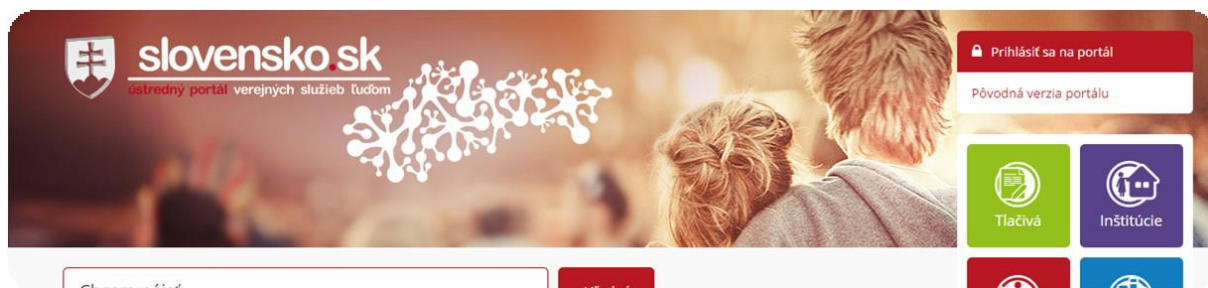 slovensko.sk
ústredný portál verejných služieb ľuďom
Prihlásiť sa na portál
Pôvodná verzia portálu
Tlačivá
Inštitúcie